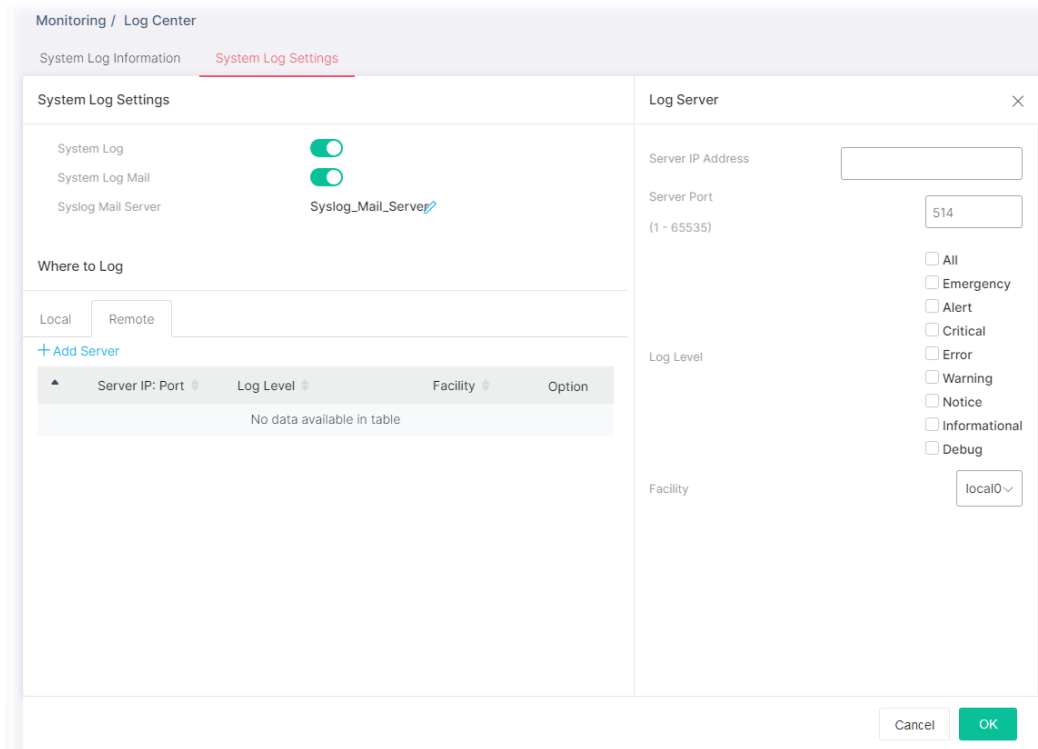 Monitoring / Log Center
System Log Information
System Log Settings
System Log Settings
System Log
System Log Mail
Syslog Mail Server
Syslog_Mail_Server
Where to Log
Local
Remote
+ Add Server
Server IP: Port
Log Level
Facility
Option
No data available in table
Log Server
Server IP Address
Server Port
(1 - 65535)
514
Log Level
All
Emergency
Alert
Critical
Error
Warning
Notice
Informational
Debug
Facility
local0
Cancel
OK